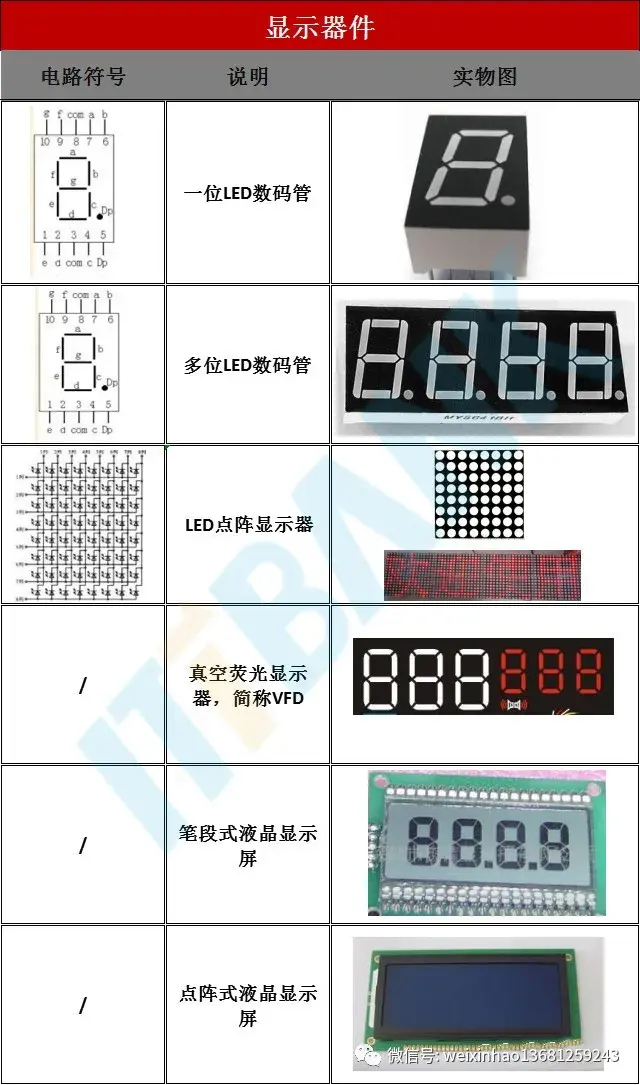 显示器件
电路符号 说明 实物图
g f com a b
10 9 8 7 6
a
f b
g
e c
d Dp
1 2 3 4 5
e d com c Dp
一位LED数码管
g f com a b
10 9 8 7 6
a
f b
g
e c
d Dp
1 2 3 4 5
e d com c Dp
多位LED数码管
LED点阵显示器
/
真空荧光显示
器，简称VFD
/
笔段式液晶显示
屏
8.8.8.8
/
点阵式液晶显示
屏
ITBANK
微信号: weixinhao13681259243